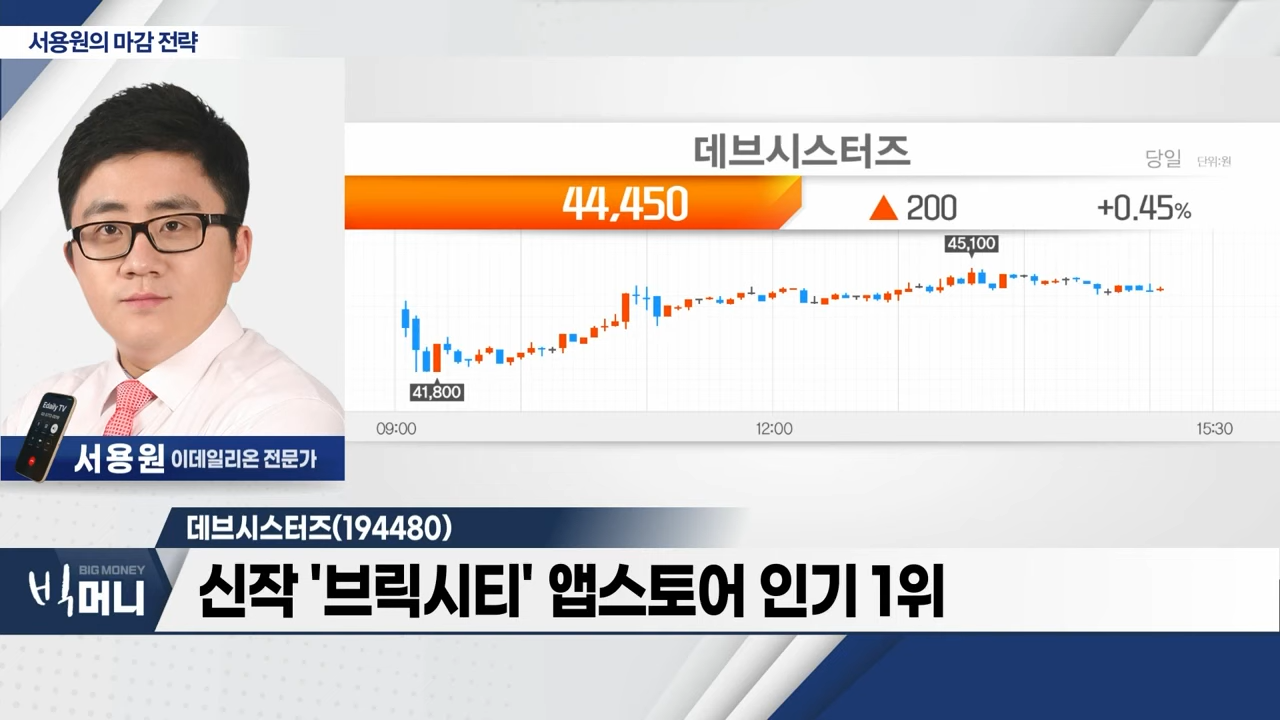 서용원의 마감 전략
데브시스터즈
당일 단위:원
44,450 ▲ 200 +0.45%
45,100
41,800
09:00 12:00 15:30
Edaily TV
서용원 이데일리온 전문가
데브시스터즈(194480)
BIG MONEY
빅머니
신작 '브릭시티' 앱스토어 인기 1위